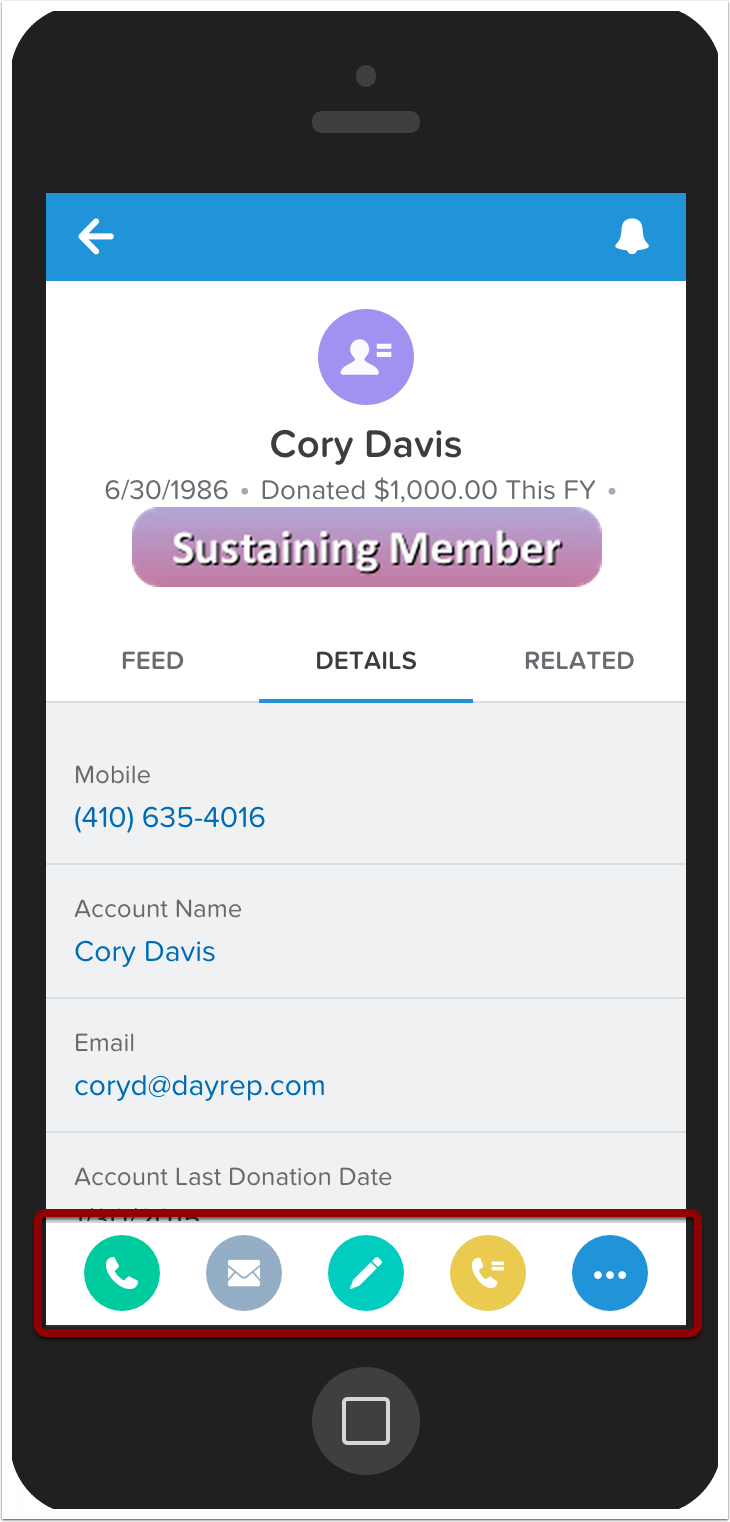 Cory Davis
6/30/1986 • Donated $1,000.00 This FY •
Sustaining Member
FEED DETAILS RELATED
Mobile
(410) 635-4016
Account Name
Cory Davis
Email
coryd@dayrep.com
Account Last Donation Date